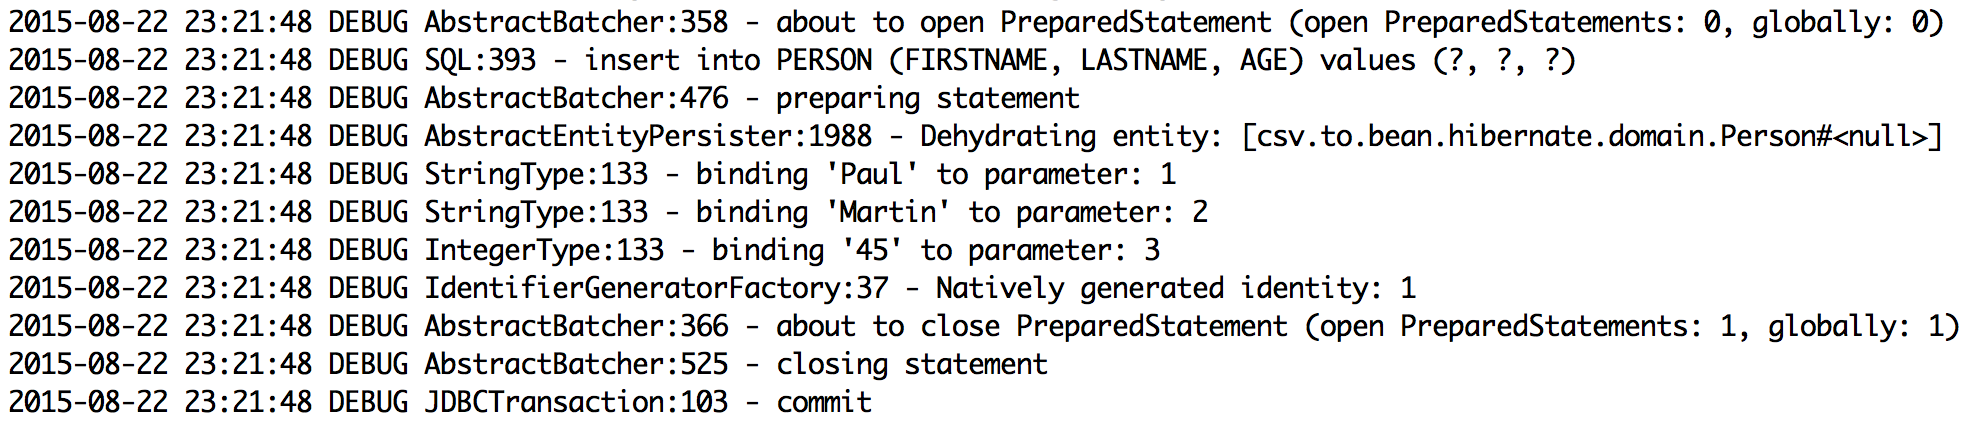 2015-08-22 23:21:48 DEBUG AbstractBatcher:358 - about to open PreparedStatement (open PreparedStatements: 0, globally: 0)
2015-08-22 23:21:48 DEBUG SQL:393 - insert into PERSON (FIRSTNAME, LASTNAME, AGE) values (?, ?, ?)
2015-08-22 23:21:48 DEBUG AbstractBatcher:476 - preparing statement
2015-08-22 23:21:48 DEBUG AbstractEntityPersister:1988 - Dehydrating entity: [csv.to.bean.hibernate.domain.Person#<null>]
2015-08-22 23:21:48 DEBUG StringType:133 - binding 'Paul' to parameter: 1
2015-08-22 23:21:48 DEBUG StringType:133 - binding 'Martin' to parameter: 2
2015-08-22 23:21:48 DEBUG IntegerType:133 - binding '45' to parameter: 3
2015-08-22 23:21:48 DEBUG IdentifierGeneratorFactory:37 - Natively generated identity: 1
2015-08-22 23:21:48 DEBUG AbstractBatcher:366 - about to close PreparedStatement (open PreparedStatements: 1, globally: 1)
2015-08-22 23:21:48 DEBUG AbstractBatcher:525 - closing statement
2015-08-22 23:21:48 DEBUG JDBCTransaction:103 - commit